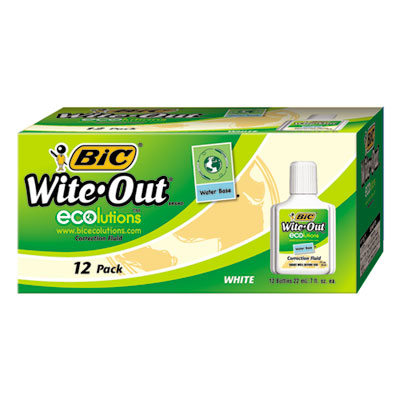 BIC
Wite·Out®
BRAND
ecolutions™
www.bicecolutions.com
Correction Fluid
12 Pack
Water Base
WHITE
BIC
Wite·Out
ecolutions
Water Base
Correction Fluid
12 Bottles 22 ml .7 fl. oz. ea.